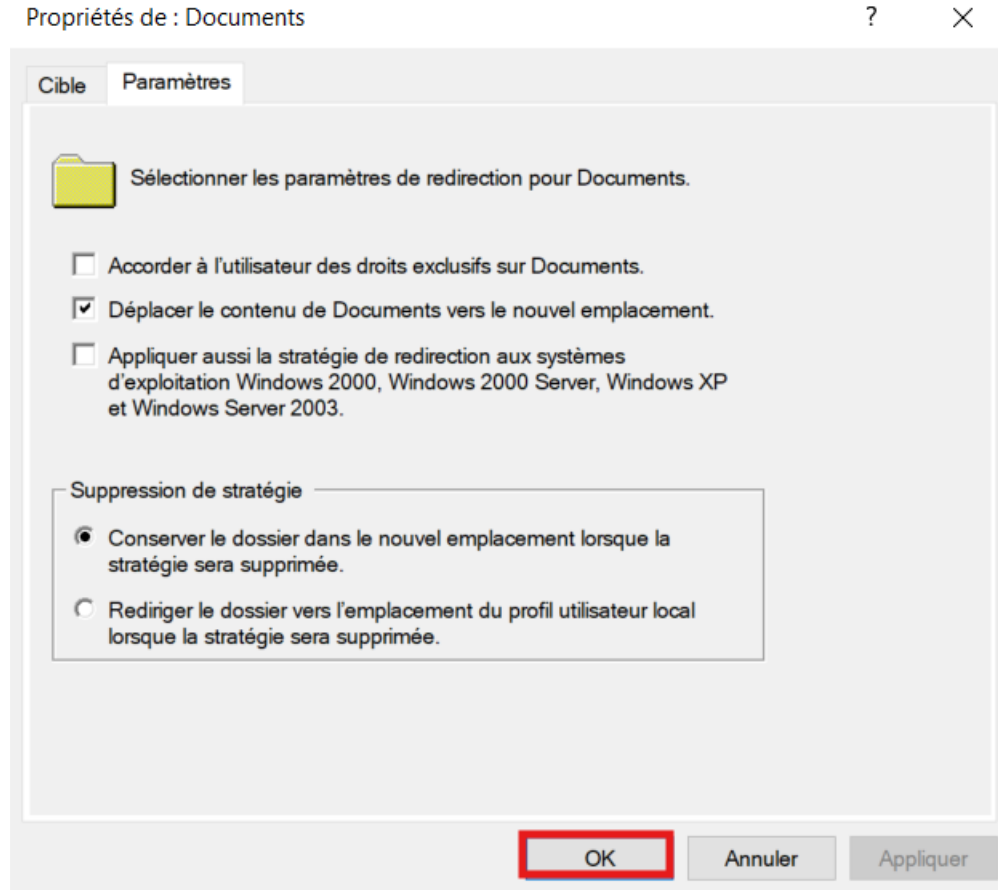 Propriétés de : Documents
?
Cible
Paramètres
Sélectionner les paramètres de redirection pour Documents.
Accorder à l'utilisateur des droits exclusifs sur Documents.
Déplacer le contenu de Documents vers le nouvel emplacement.
Appliquer aussi la stratégie de redirection aux systèmes
d'exploitation Windows 2000, Windows 2000 Server, Windows XP
et Windows Server 2003.
Suppression de stratégie
Conserver le dossier dans le nouvel emplacement lorsque la
stratégie sera supprimée.
Rediriger le dossier vers l'emplacement du profil utilisateur local
lorsque la stratégie sera supprimée.
OK
Annuler
Appliquer